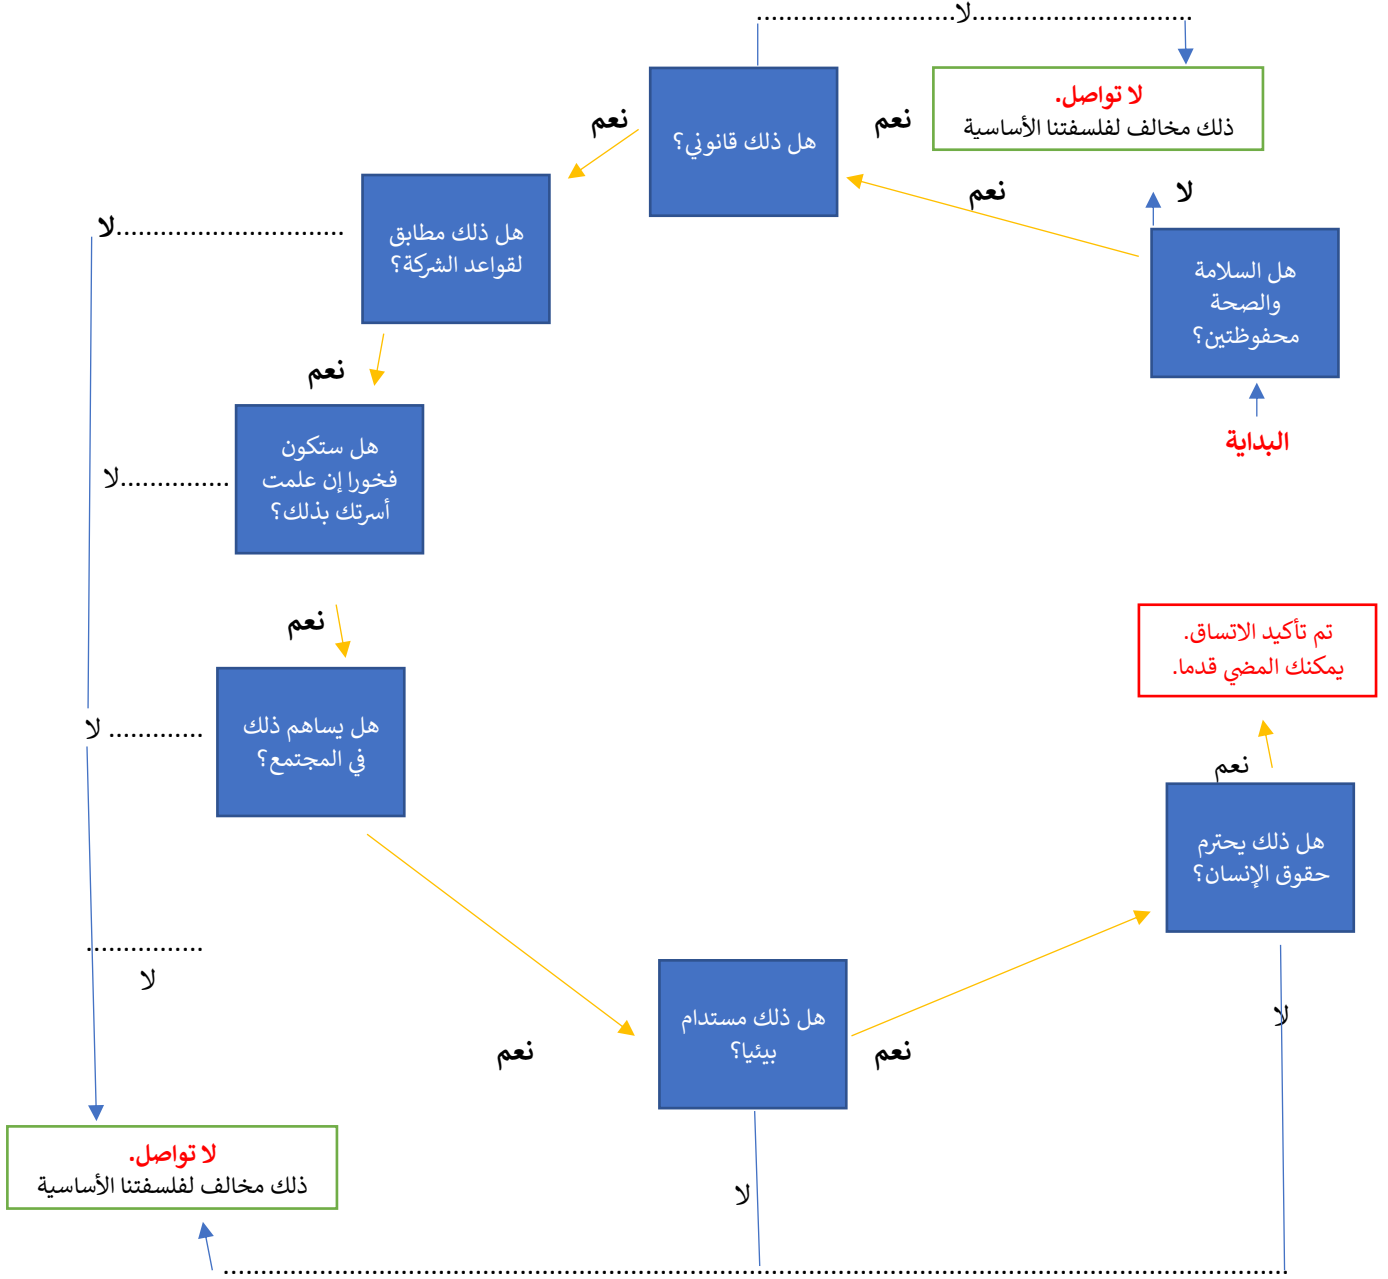 لا
لا تواصل.
ذلك مخالف لفلسفتنا الأساسية
هل ذلك قانوني؟
نعم
نعم
نعم
لا
هل السلامة
والصحة
محفوظتين؟
البداية
هل ذلك مطابق
لقواعد الشركة؟
لا
نعم
هل ستكون
فخورا إن علمت
أسرتك بذلك؟
لا
نعم
تم تأكيد الاتساق.
يمكنك المضي قدما.
هل يساهم ذلك
في المجتمع؟
لا
نعم
هل ذلك يحترم
حقوق الإنسان؟
لا
لا
هل ذلك مستدام
بيئيا؟
نعم
نعم
لا تواصل.
ذلك مخالف لفلسفتنا الأساسية
لا